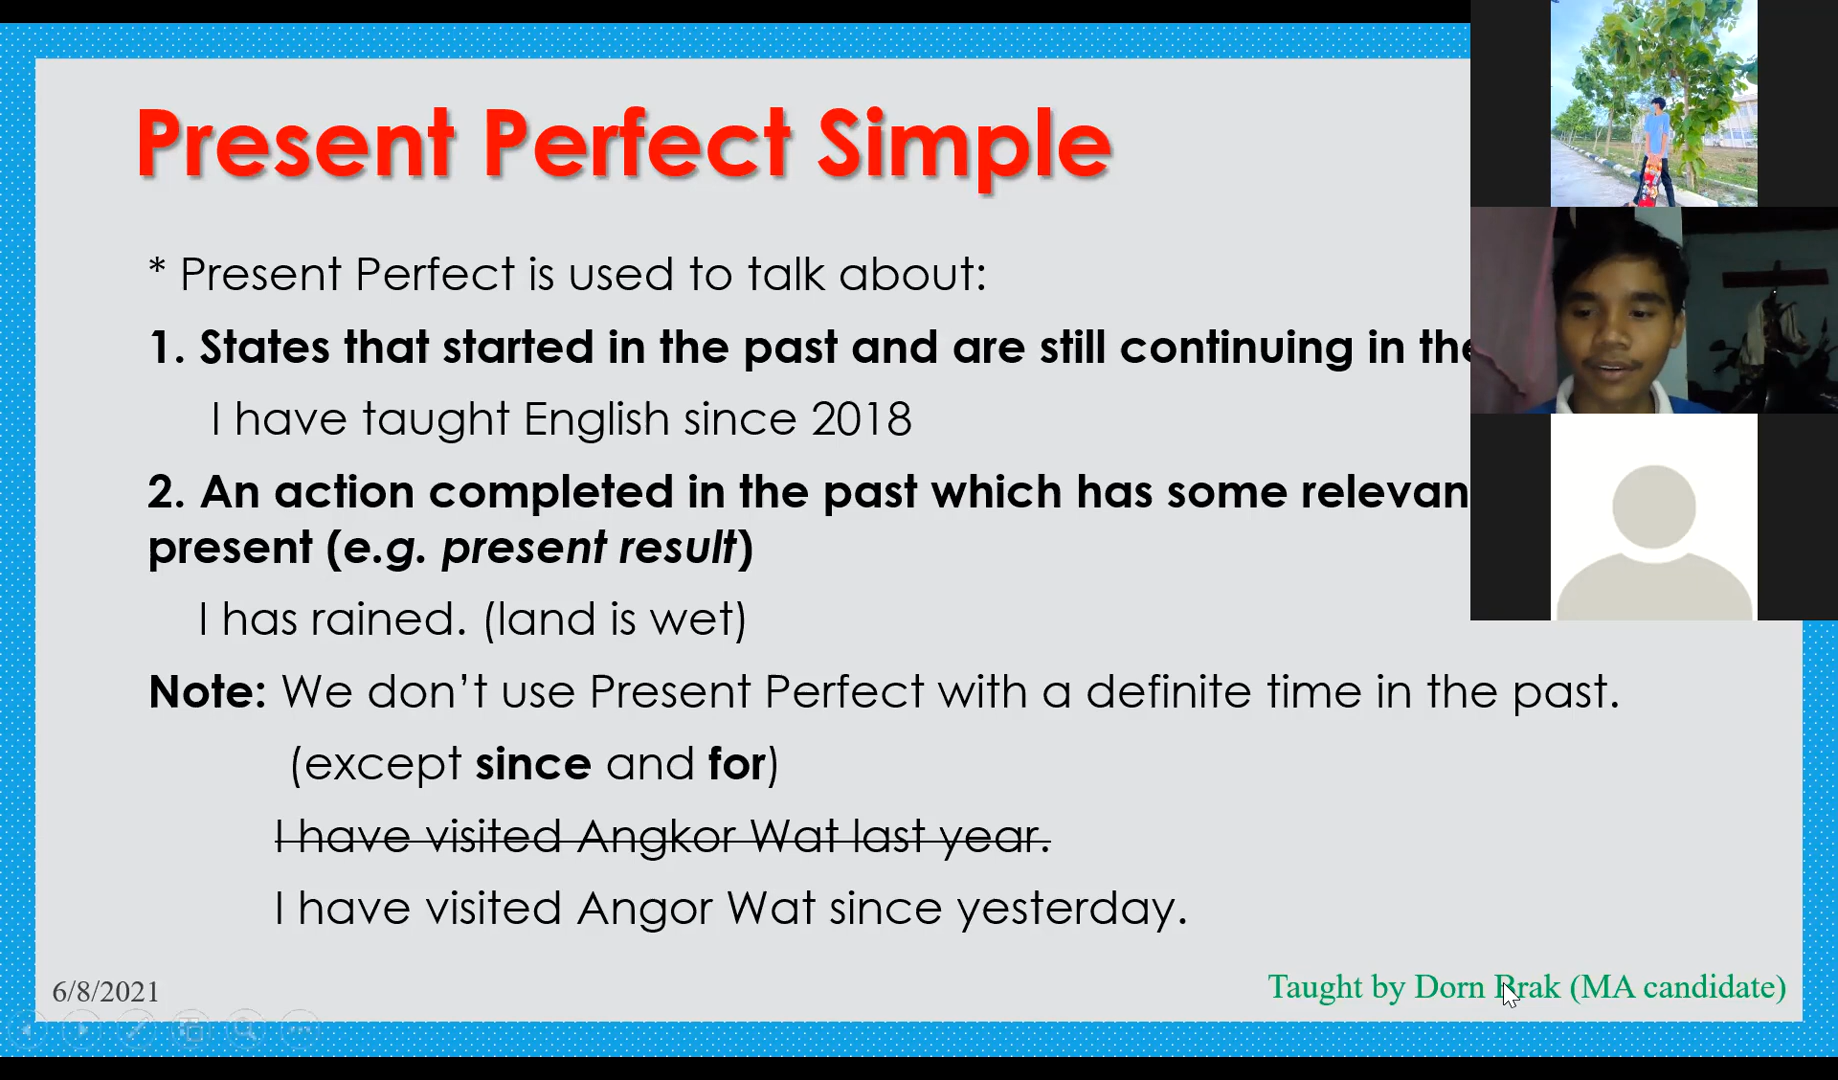 Present Perfect Simple
* Present Perfect is used to talk about:
1. States that started in the past and are still continuing in the
I have taught English since 2018
2. An action completed in the past which has some relevan
present (e.g. present result)
I has rained. (land is wet)
Note: We don’t use Present Perfect with a definite time in the past.
(except since and for)
I have visited Angkor Wat last year.
I have visited Angor Wat since yesterday.
6/8/2021
Taught by Dorn Brak (MA candidate)